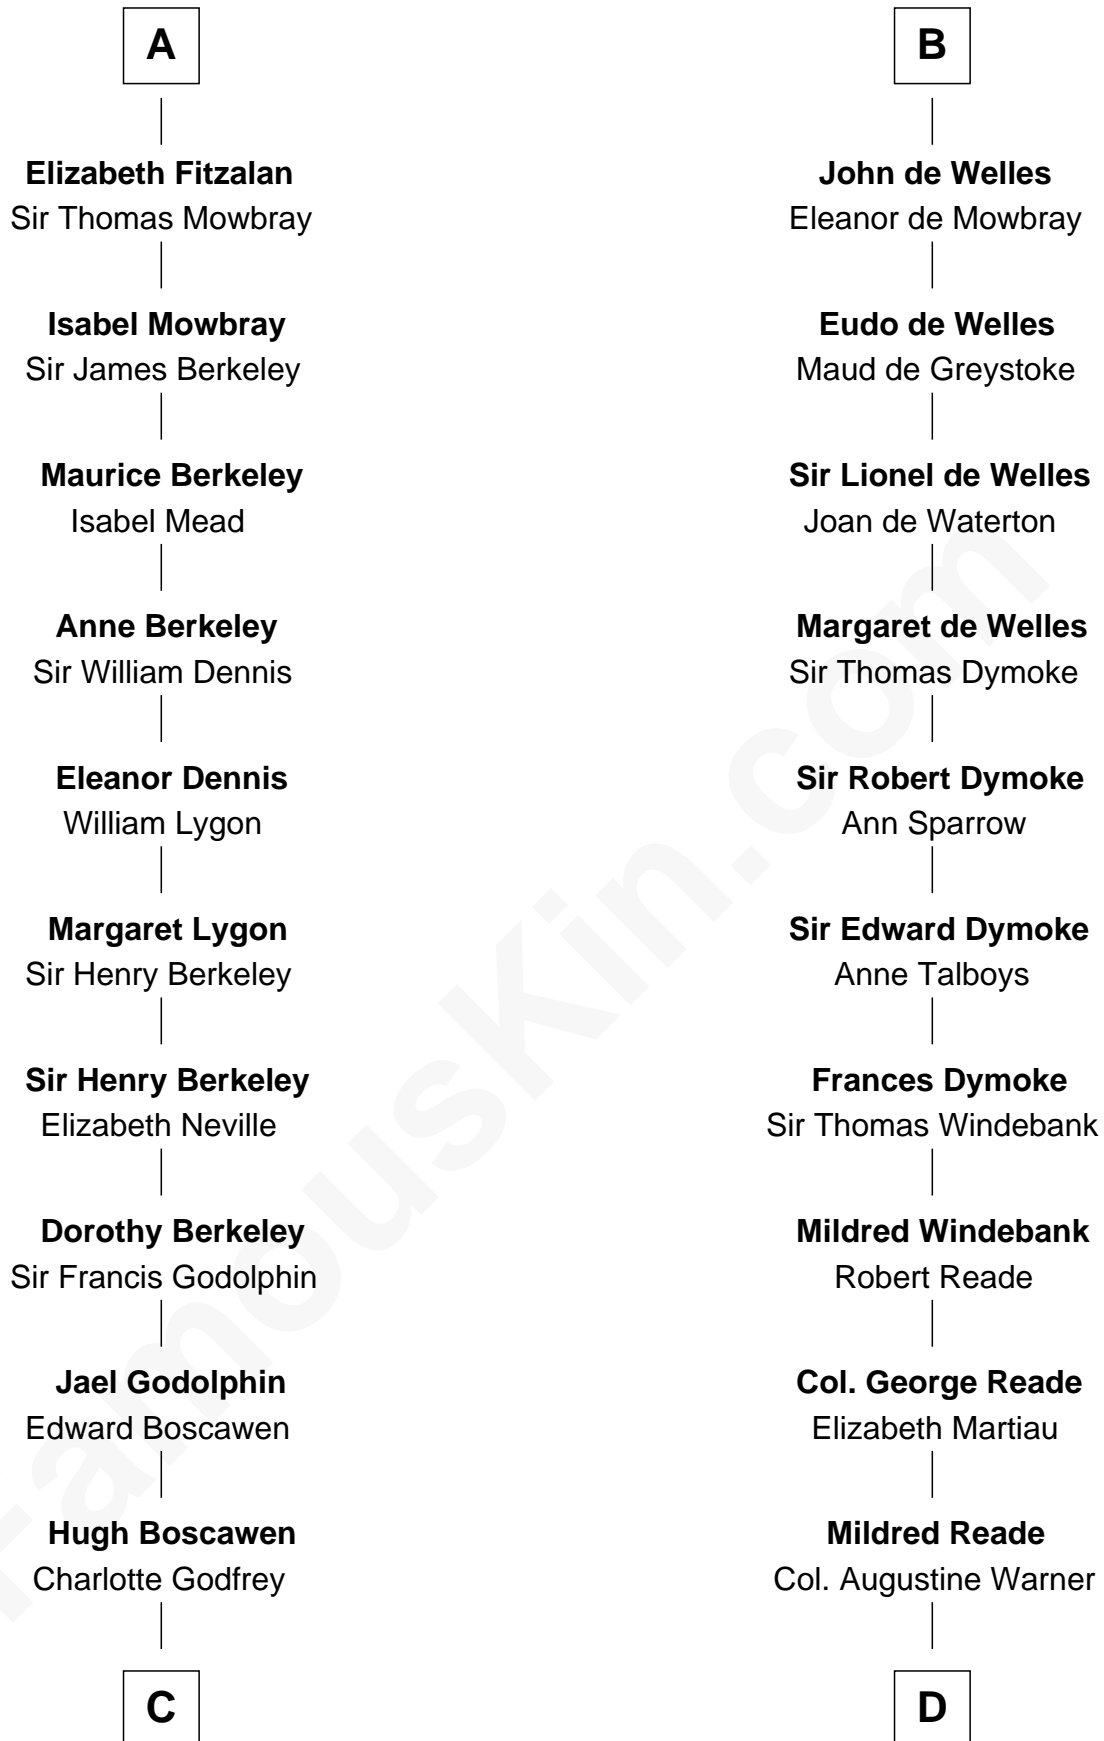 A
Elizabeth Fitzalan
Sir Thomas Mowbray
Isabel Mowbray
Sir James Berkeley
Maurice Berkeley
Isabel Mead
Anne Berkeley
Sir William Dennis
Eleanor Dennis
William Lygon
Margaret Lygon
Sir Henry Berkeley
Sir Henry Berkeley
Elizabeth Neville
Dorothy Berkeley
Sir Francis Godolphin
Jael Godolphin
Edward Boscawen
Hugh Boscawen
Charlotte Godfrey
C
B
John de Welles
Eleanor de Mowbray
Eudo de Welles
Maud de Greystoke
Sir Lionel de Welles
Joan de Waterton
Margaret de Welles
Sir Thomas Dymoke
Sir Robert Dymoke
Ann Sparrow
Sir Edward Dymoke
Anne Talboys
Frances Dymoke
Sir Thomas Windebank
Mildred Windebank
Robert Reade
Col. George Reade
Elizabeth Martiau
Mildred Reade
Col. Augustine Warner
D
FamousKin.com